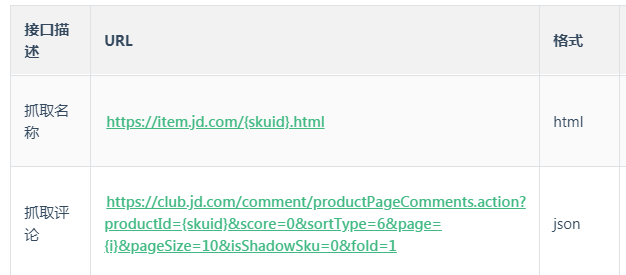 接口描述 URL 格式
抓取名称 https://item.jd.com/{skuid}.html html
抓取评论 https://club.jd.com/comment/productPageComments.action?
productId={skuid}&score=0&sortType=6&page=
{i}&pageSize=10&isShadowSku=0&fold=1 json